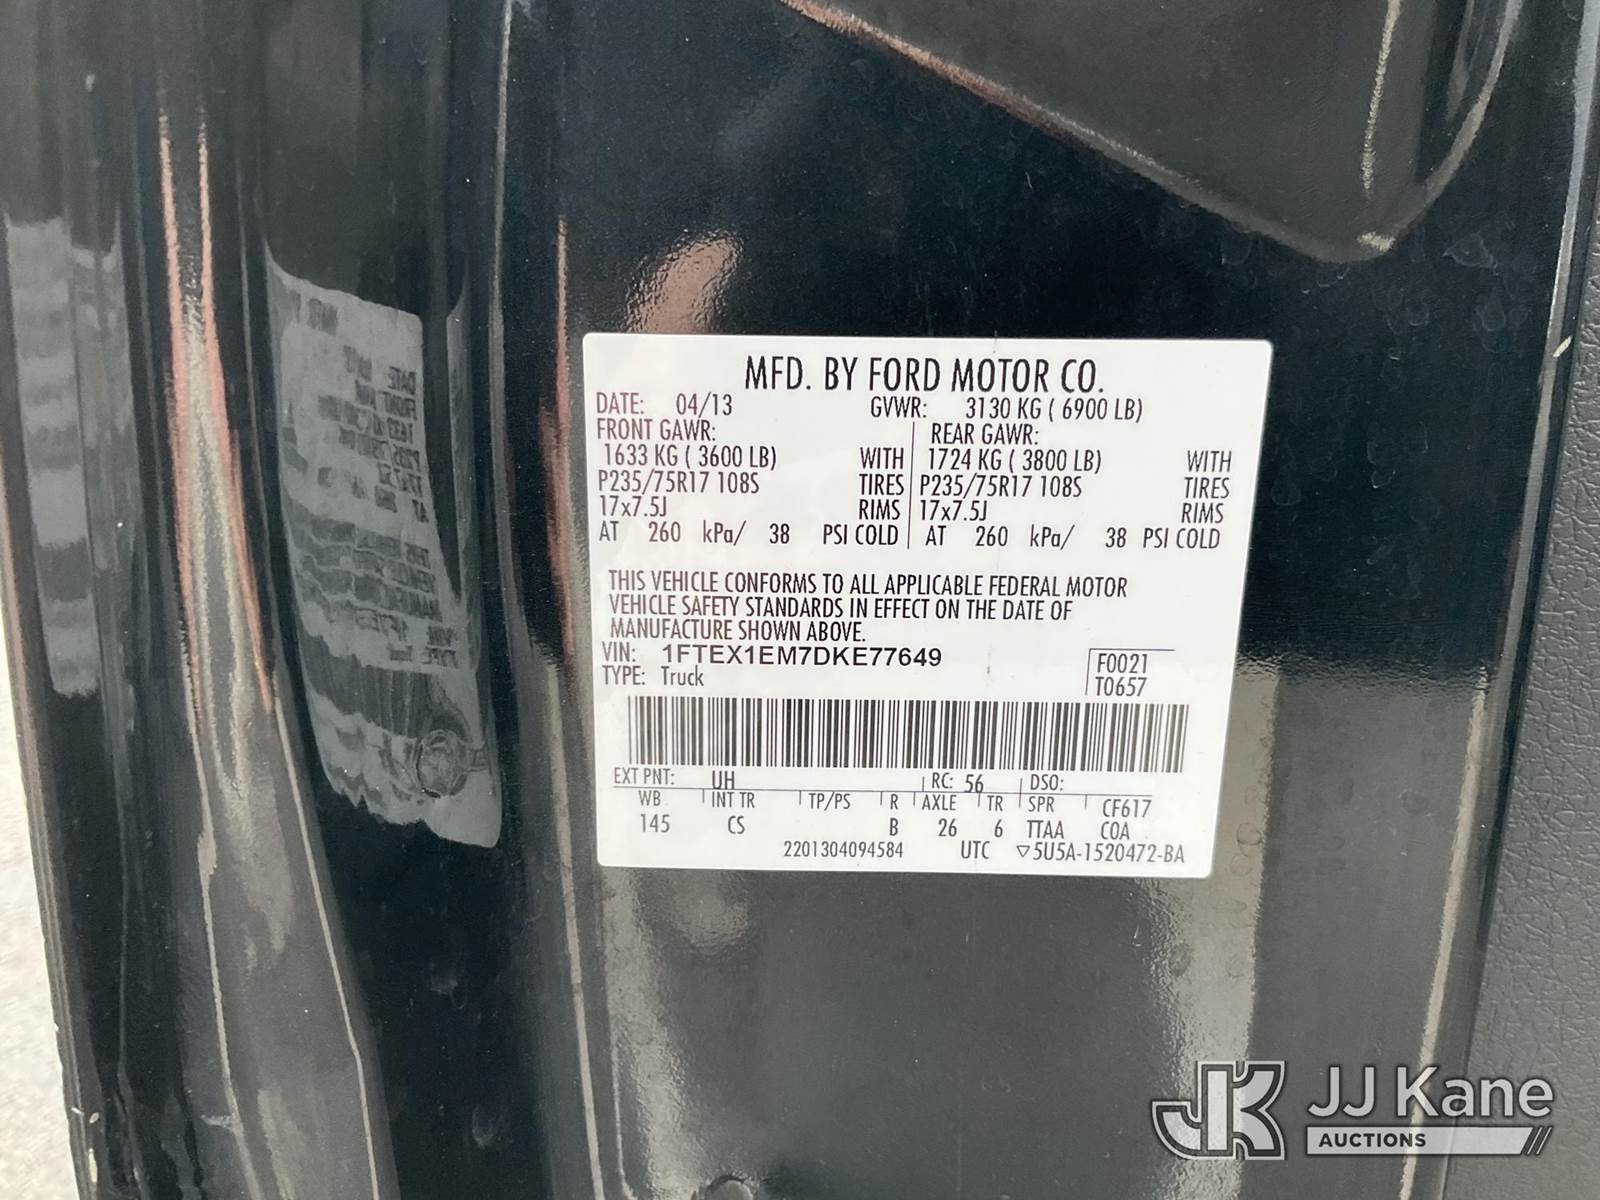 MFD. BY FORD MOTOR CO.
DATE: 04/13 GVWR: 3130 KG ( 6900 LB)
FRONT GAWR: REAR GAWR:
1633 KG ( 3600 LB) WITH 1724 KG ( 3800 LB) WITH
P235/75R17 108S TIRES P235/75R17 108S TIRES
17x7.5J RIMS 17x7.5J RIMS
AT 260 kPa/ 38 PSI COLD AT 260 kPa/ 38 PSI COLD
THIS VEHICLE CONFORMS TO ALL APPLICABLE FEDERAL MOTOR
VEHICLE SAFETY STANDARDS IN EFFECT ON THE DATE OF
MANUFACTURE SHOWN ABOVE.
VIN: 1FTEX1EM7DKE77649
TYPE: Truck
F0021
T0657
EXT PNT: UH RC: 56 DSO:
WB INT TR TP/PS R AXLE TR SPR CF617
145 CS B 26 6 TTAA COA
2201304094584 UTC ▽5U5A-1520472-BA
JK JJ Kane
AUCTIONS